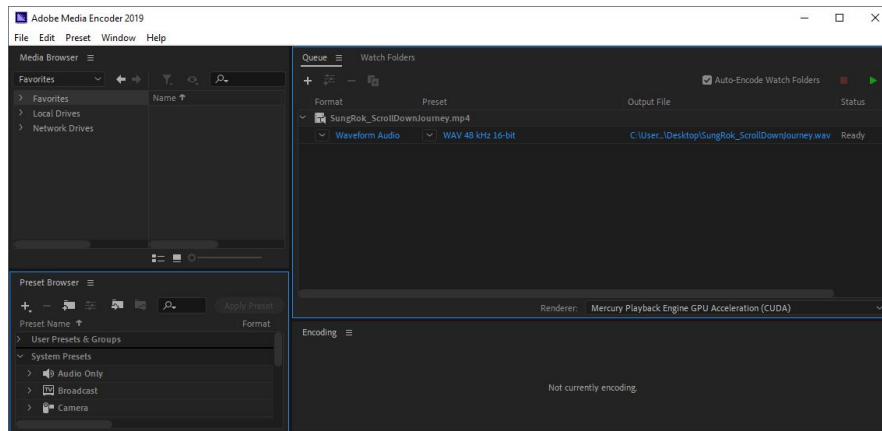 Adobe Media Encoder 2019
File Edit Preset Window Help
Media Browser
Favorites
Name
Favorites
Local Drives
Network Drives
Preset Browser
Apply Preset
Preset Name Format
User Presets & Groups
System Presets
Audio Only
TV Broadcast
Camera
Queue Watch Folders
Auto-Encode Watch Folders
Format Preset Output File Status
SungRok_ScrollDownJourney.mp4
Waveform Audio WAV 48 kHz 16-bit C:\User...\Desktop\SungRok_ScrollDownJourney.wav Ready
Renderer: Mercury Playback Engine GPU Acceleration (CUDA)
Encoding
Not currently encoding.